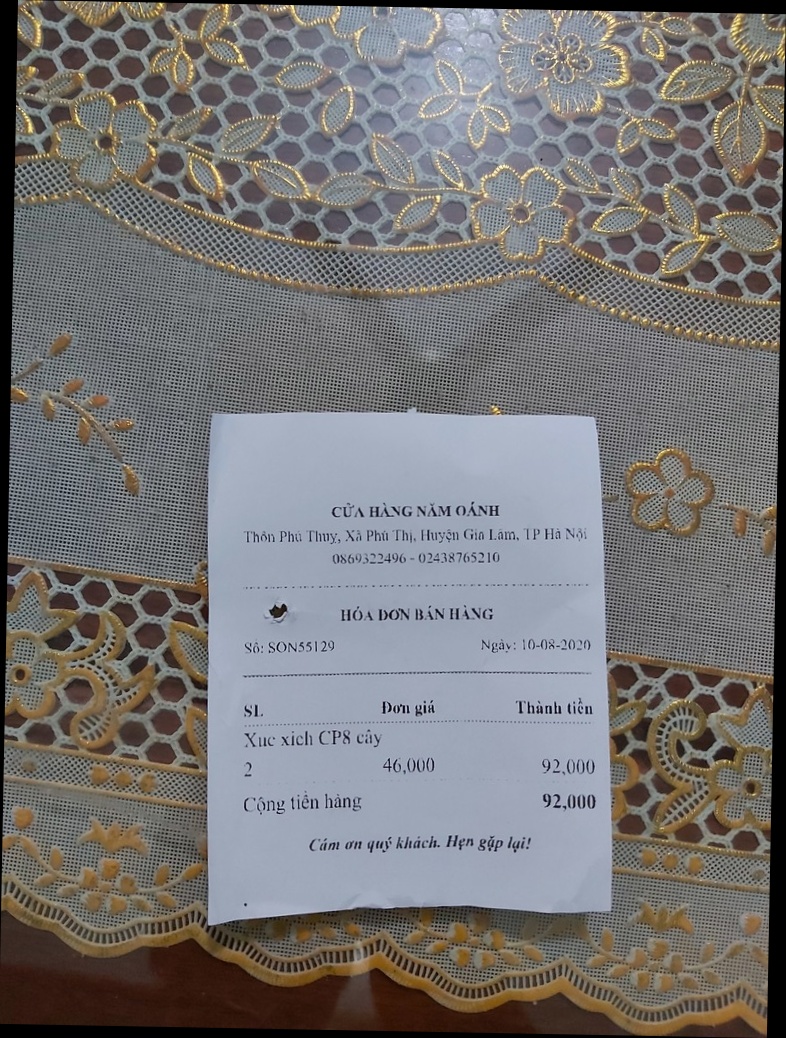 CỬA HÀNG NĂM OÁNH
Thôn Phú Thuỵ, Xã Phú Thị, Huyện Gia Lâm, TP Hà Nội
0869322496 - 02438765210
HÓA ĐƠN BÁN HÀNG
Số: SON55129 Ngày: 10-08-2020
SL Đơn giá Thành tiền
Xuc xich CP8 cây
2 46,000 92,000
Cộng tiền hàng 92,000
Cám ơn quý khách. Hẹn gặp lại!